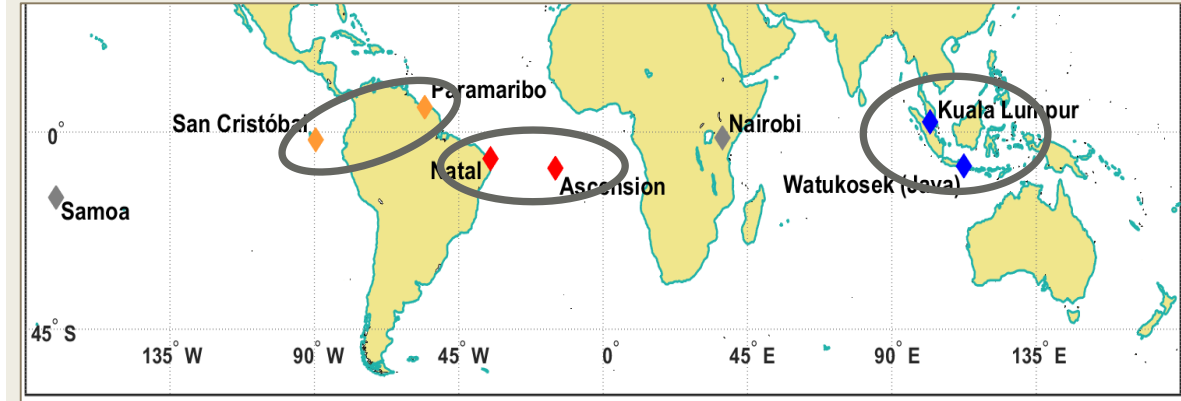 Paramaribo
San Cristóbal
0°
Kuala Lumpur
Nairobi
Natal
Ascension
Watukosek (Java)
Samoa
45° S
135° W
90° W
45° W
0°
45° E
90° E
135° E